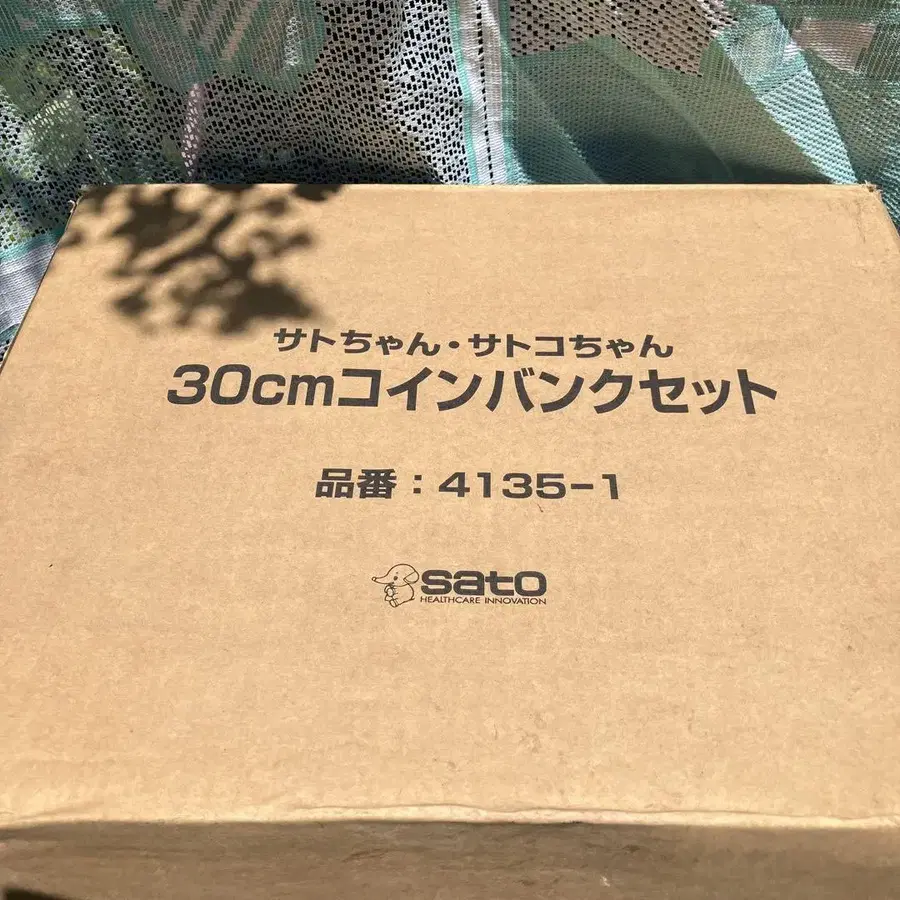 サトちゃん・サトコちゃん
30cmコインバンクセット
品番：4135-1
sato
HEALTHCARE INNOVATION